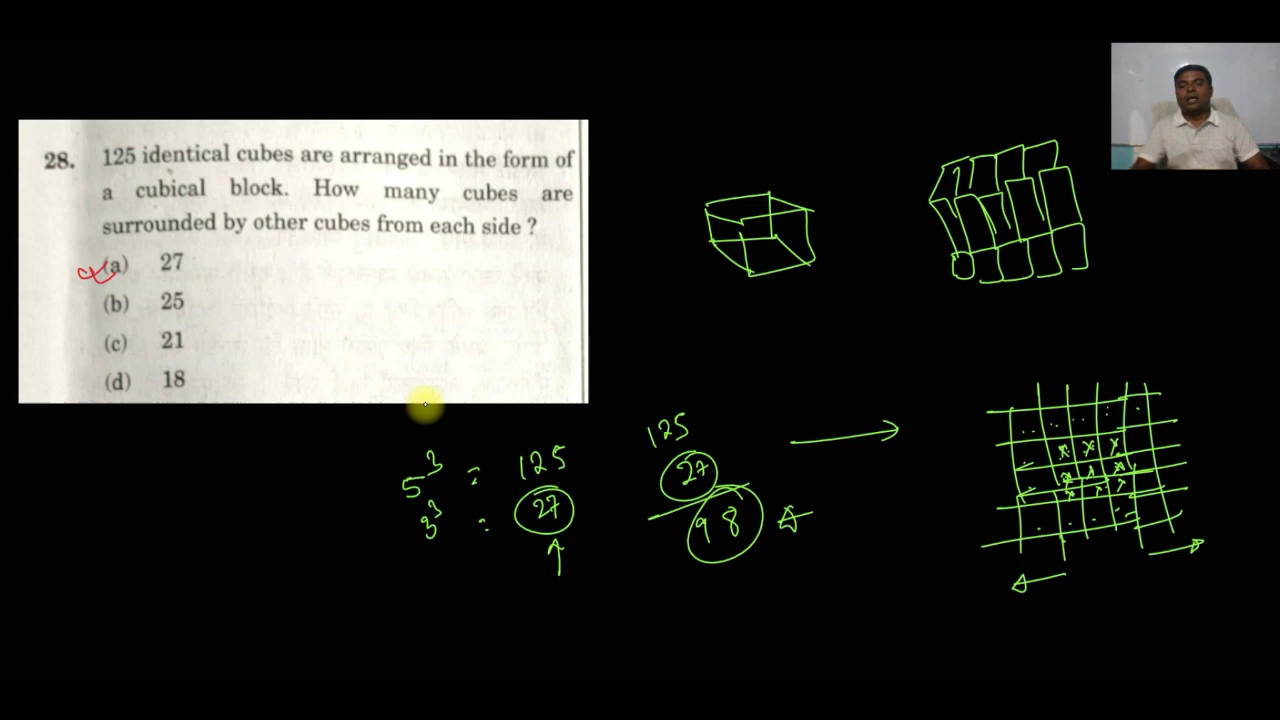 28. 125 identical cubes are arranged in the form of
a cubical block. How many cubes are
surrounded by other cubes from each side ?
(a) 27
(b) 25
(c) 21
(d) 18
5³ = 125
3³ = 27
125
27
98